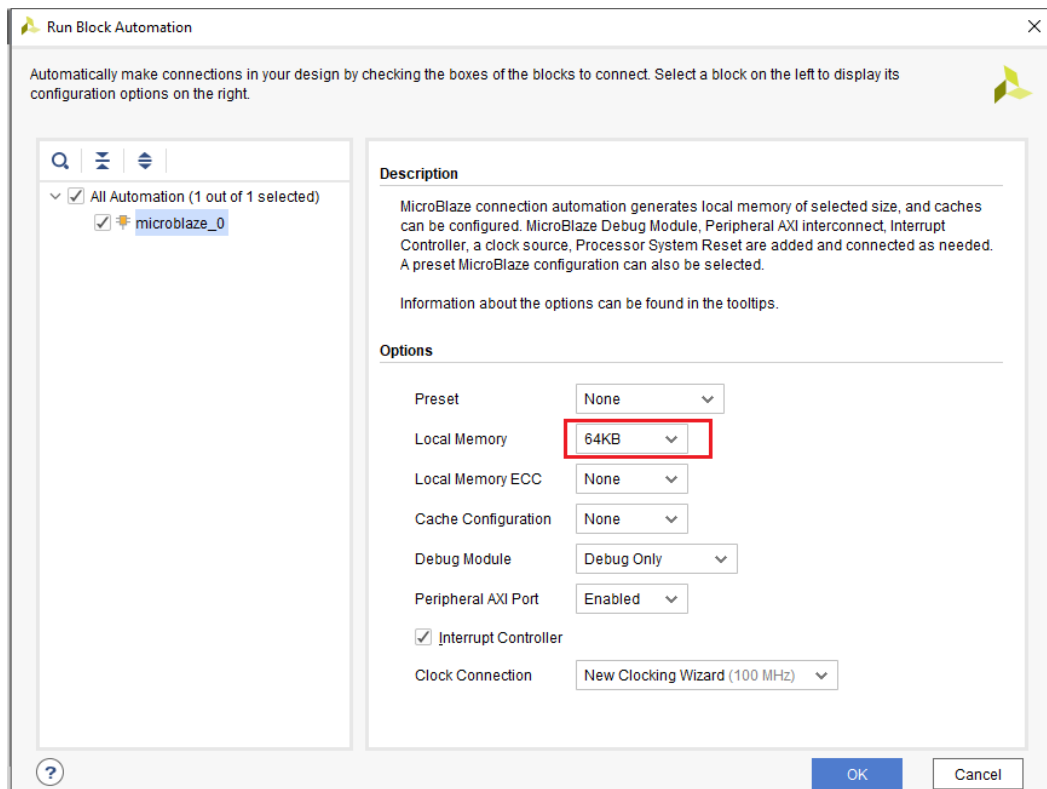 Run Block Automation
Automatically make connections in your design by checking the boxes of the blocks to connect. Select a block on the left to display its
configuration options on the right.
All Automation (1 out of 1 selected)
microblaze_0
Description
MicroBlaze connection automation generates local memory of selected size, and caches
can be configured. MicroBlaze Debug Module, Peripheral AXI interconnect, Interrupt
Controller, a clock source, Processor System Reset are added and connected as needed.
A preset MicroBlaze configuration can also be selected.
Information about the options can be found in the tooltips.
Options
Preset None
Local Memory 64KB
Local Memory ECC None
Cache Configuration None
Debug Module Debug Only
Peripheral AXI Port Enabled
Interrupt Controller
Clock Connection New Clocking Wizard (100 MHz)
?
OK Cancel